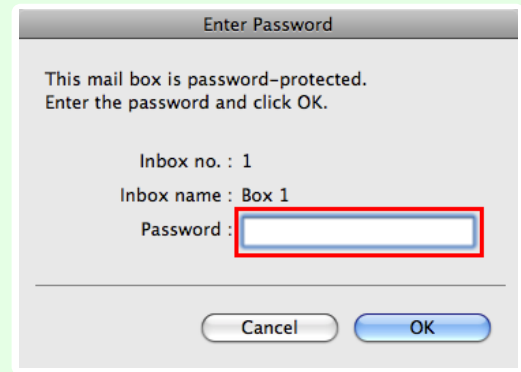 Enter Password
This mail box is password-protected.
Enter the password and click OK.
Inbox no. : 1
Inbox name : Box 1
Password :
Cancel
OK